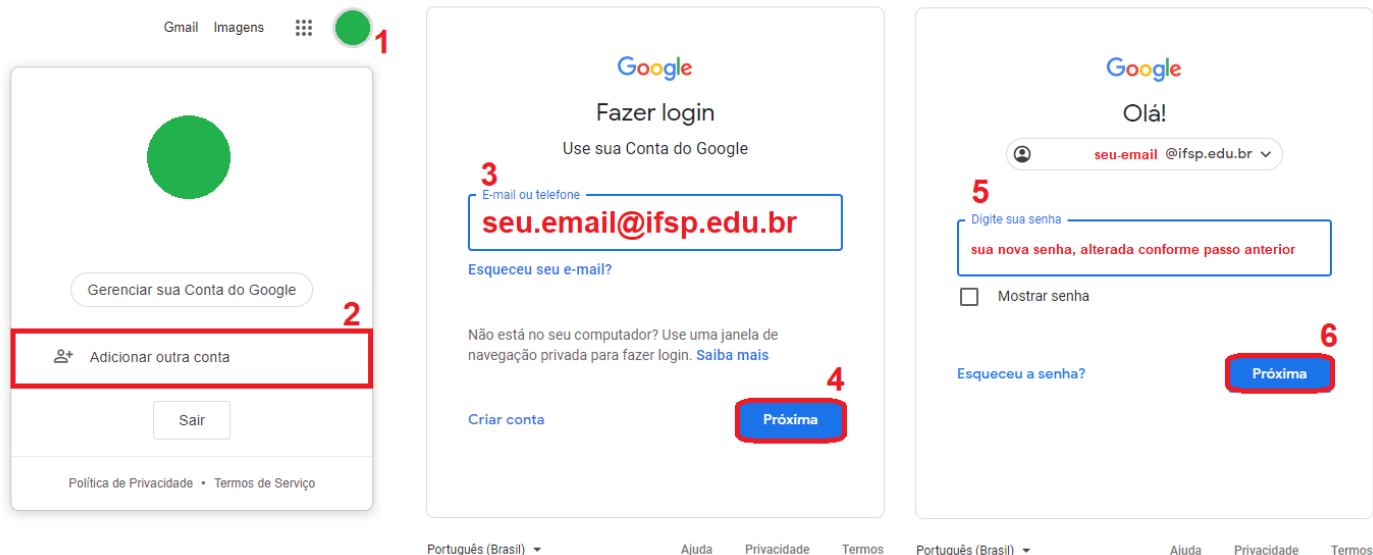 Gmail Imagens
1
Gerenciar sua Conta do Google
2
Adicionar outra conta
Sair
Política de Privacidade • Termos de Serviço
Google
Fazer login
Use sua Conta do Google
3
E-mail ou telefone
seu.email@ifsp.edu.br
Esqueceu seu e-mail?
Não está no seu computador? Use uma janela de
navegação privada para fazer login. Saiba mais
4
Criar conta Próxima
Português (Brasil) Ajuda Privacidade Termos
Google
Olá!
seu-email @ifsp.edu.br
5
Digite sua senha
sua nova senha, alterada conforme passo anterior
Mostrar senha
6
Esqueceu a senha? Próxima
Português (Brasil) Ajuda Privacidade Termos